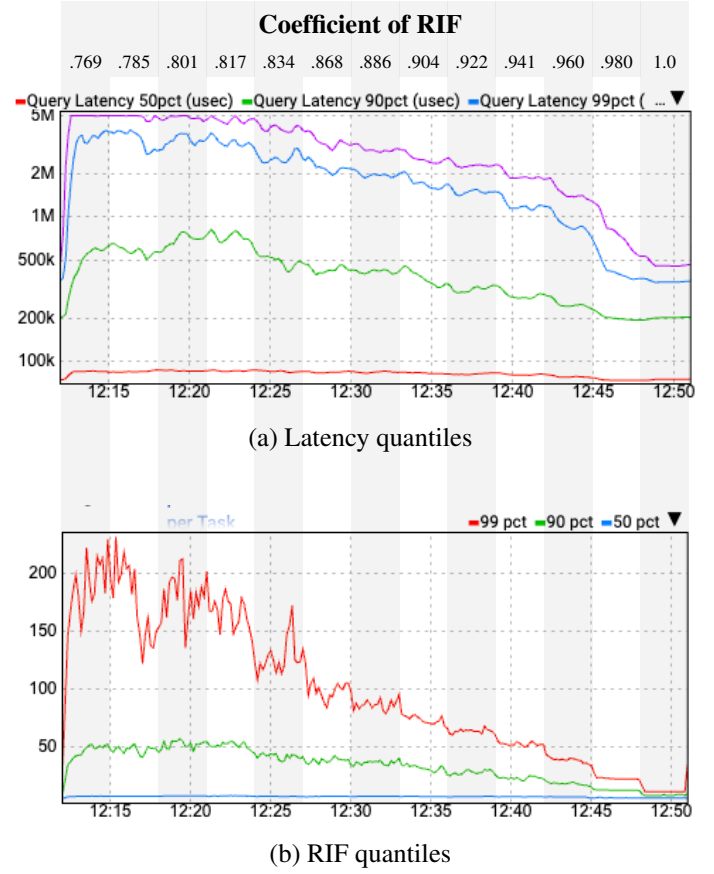 Coefficient of RIF
.769 .785 .801 .817 .834 .868 .886 .904 .922 .941 .960 .980 1.0
Query Latency 50pct (usec) Query Latency 90pct (usec) Query Latency 99pct ( ...
5M
2M
1M
500k
200k
100k
12:15 12:20 12:25 12:30 12:35 12:40 12:45 12:50
(a) Latency quantiles
per Task
99 pct 90 pct 50 pct
200
150
100
50
12:15 12:20 12:25 12:30 12:35 12:40 12:45 12:50
(b) RIF quantiles